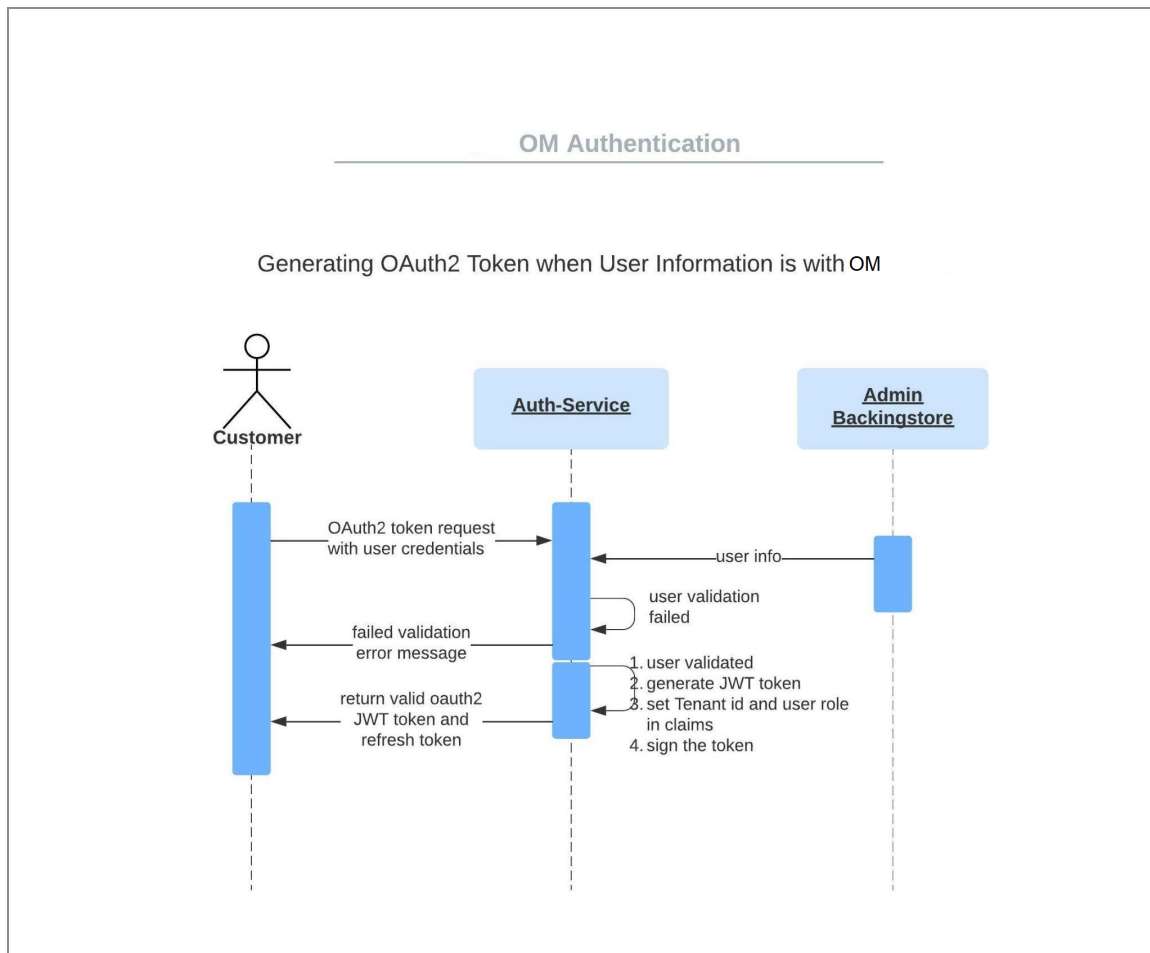 OM Authentication
Generating OAuth2 Token when User Information is with OM
Customer
Auth-Service
Admin
Backingstore
OAuth2 token request
with user credentials
user info
user validation
failed
failed validation
error message
1. user validated
2. generate JWT token
3. set Tenant id and user role
in claims
4. sign the token
return valid oauth2
JWT token and
refresh token